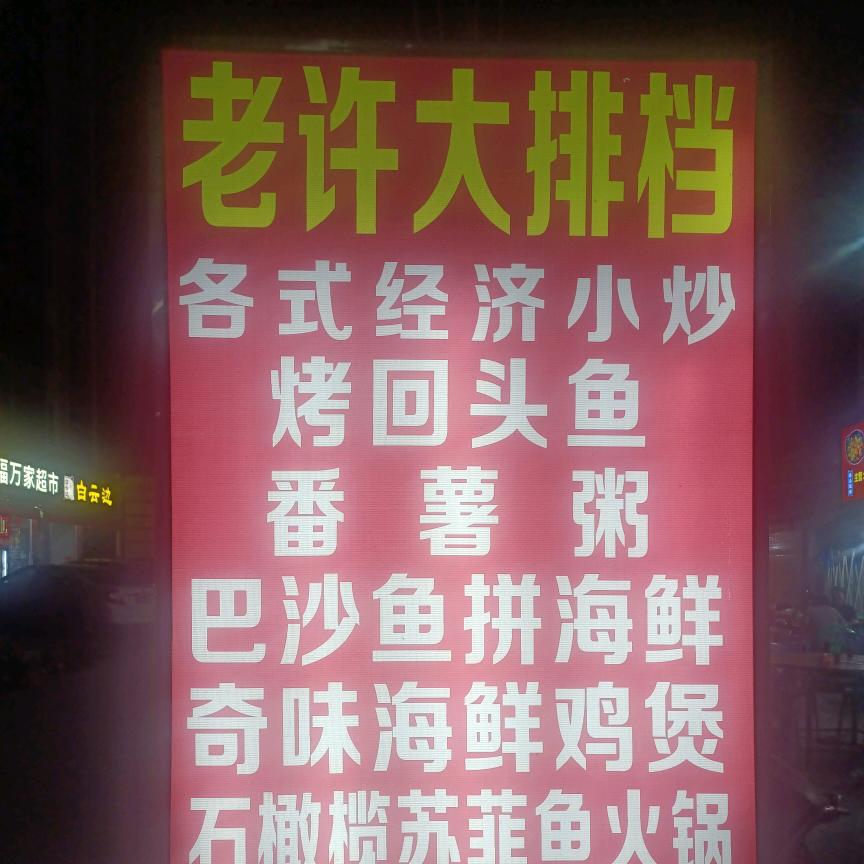 老许大排档
各式经济小炒
烤回头鱼
番薯粥
巴沙鱼拼海鲜
奇味海鲜鸡煲
石橄榄苏菲鱼火锅
福万家超市
白云边